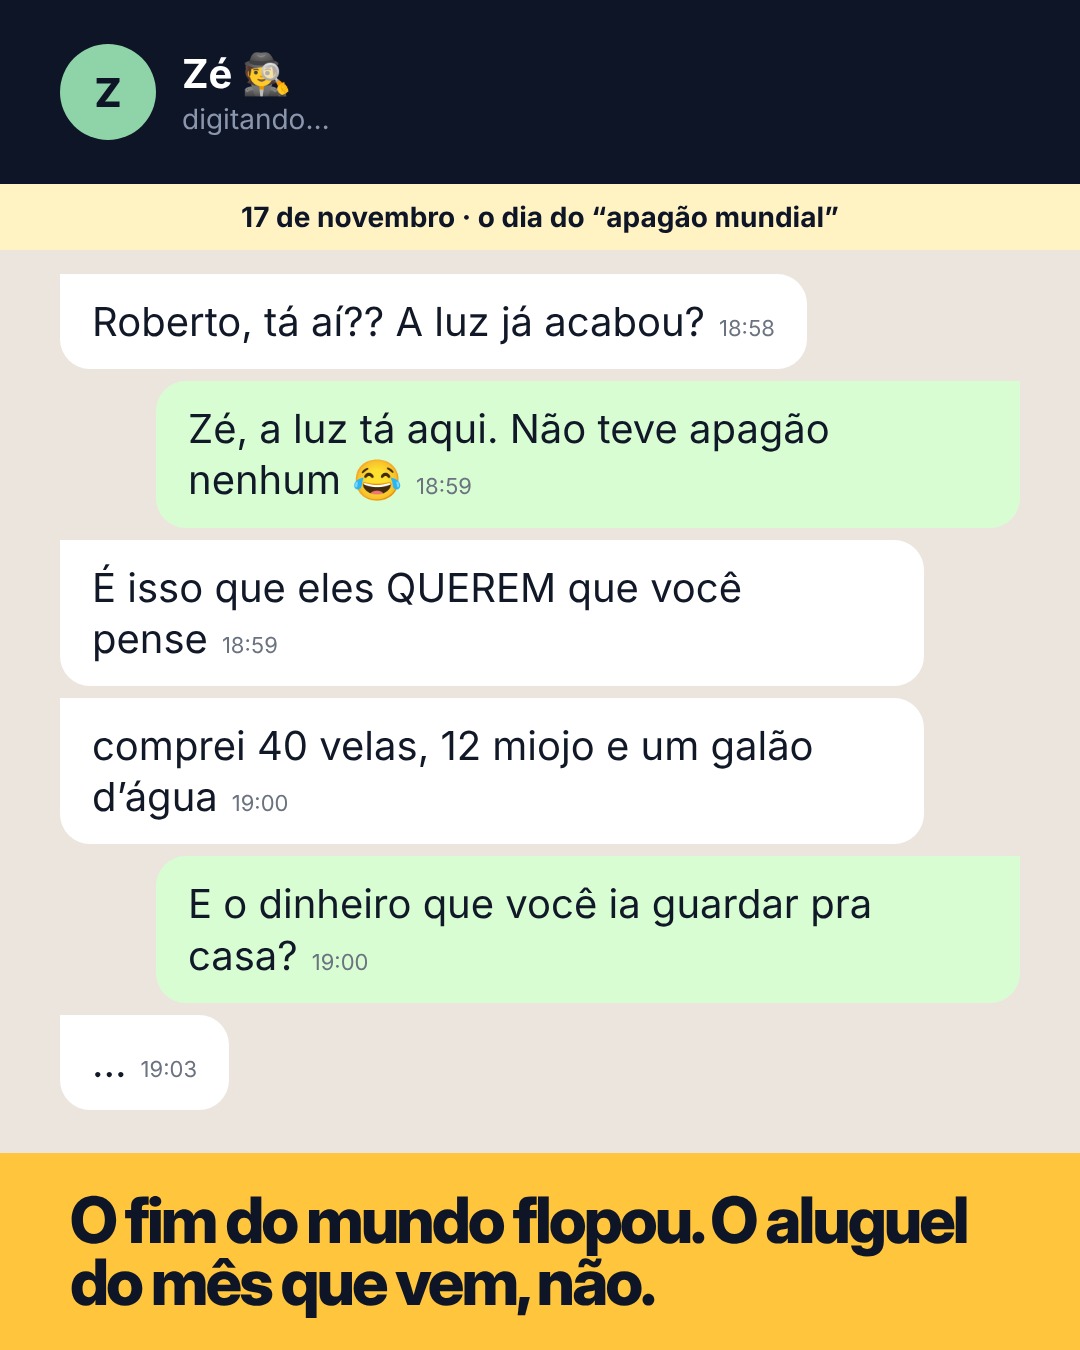 Z
Zé 🕵️
digitando...
17 de novembro · o dia do “apagão mundial”
Roberto, tá aí?? A luz já acabou? 18:58
Zé, a luz tá aqui. Não teve apagão
nenhum 😂 18:59
É isso que eles QUEREM que você
pense 18:59
comprei 40 velas, 12 miojo e um galão
d’água 19:00
E o dinheiro que você ia guardar pra
casa? 19:00
... 19:03
O fim do mundo flopou. O aluguel
do mês que vem, não.